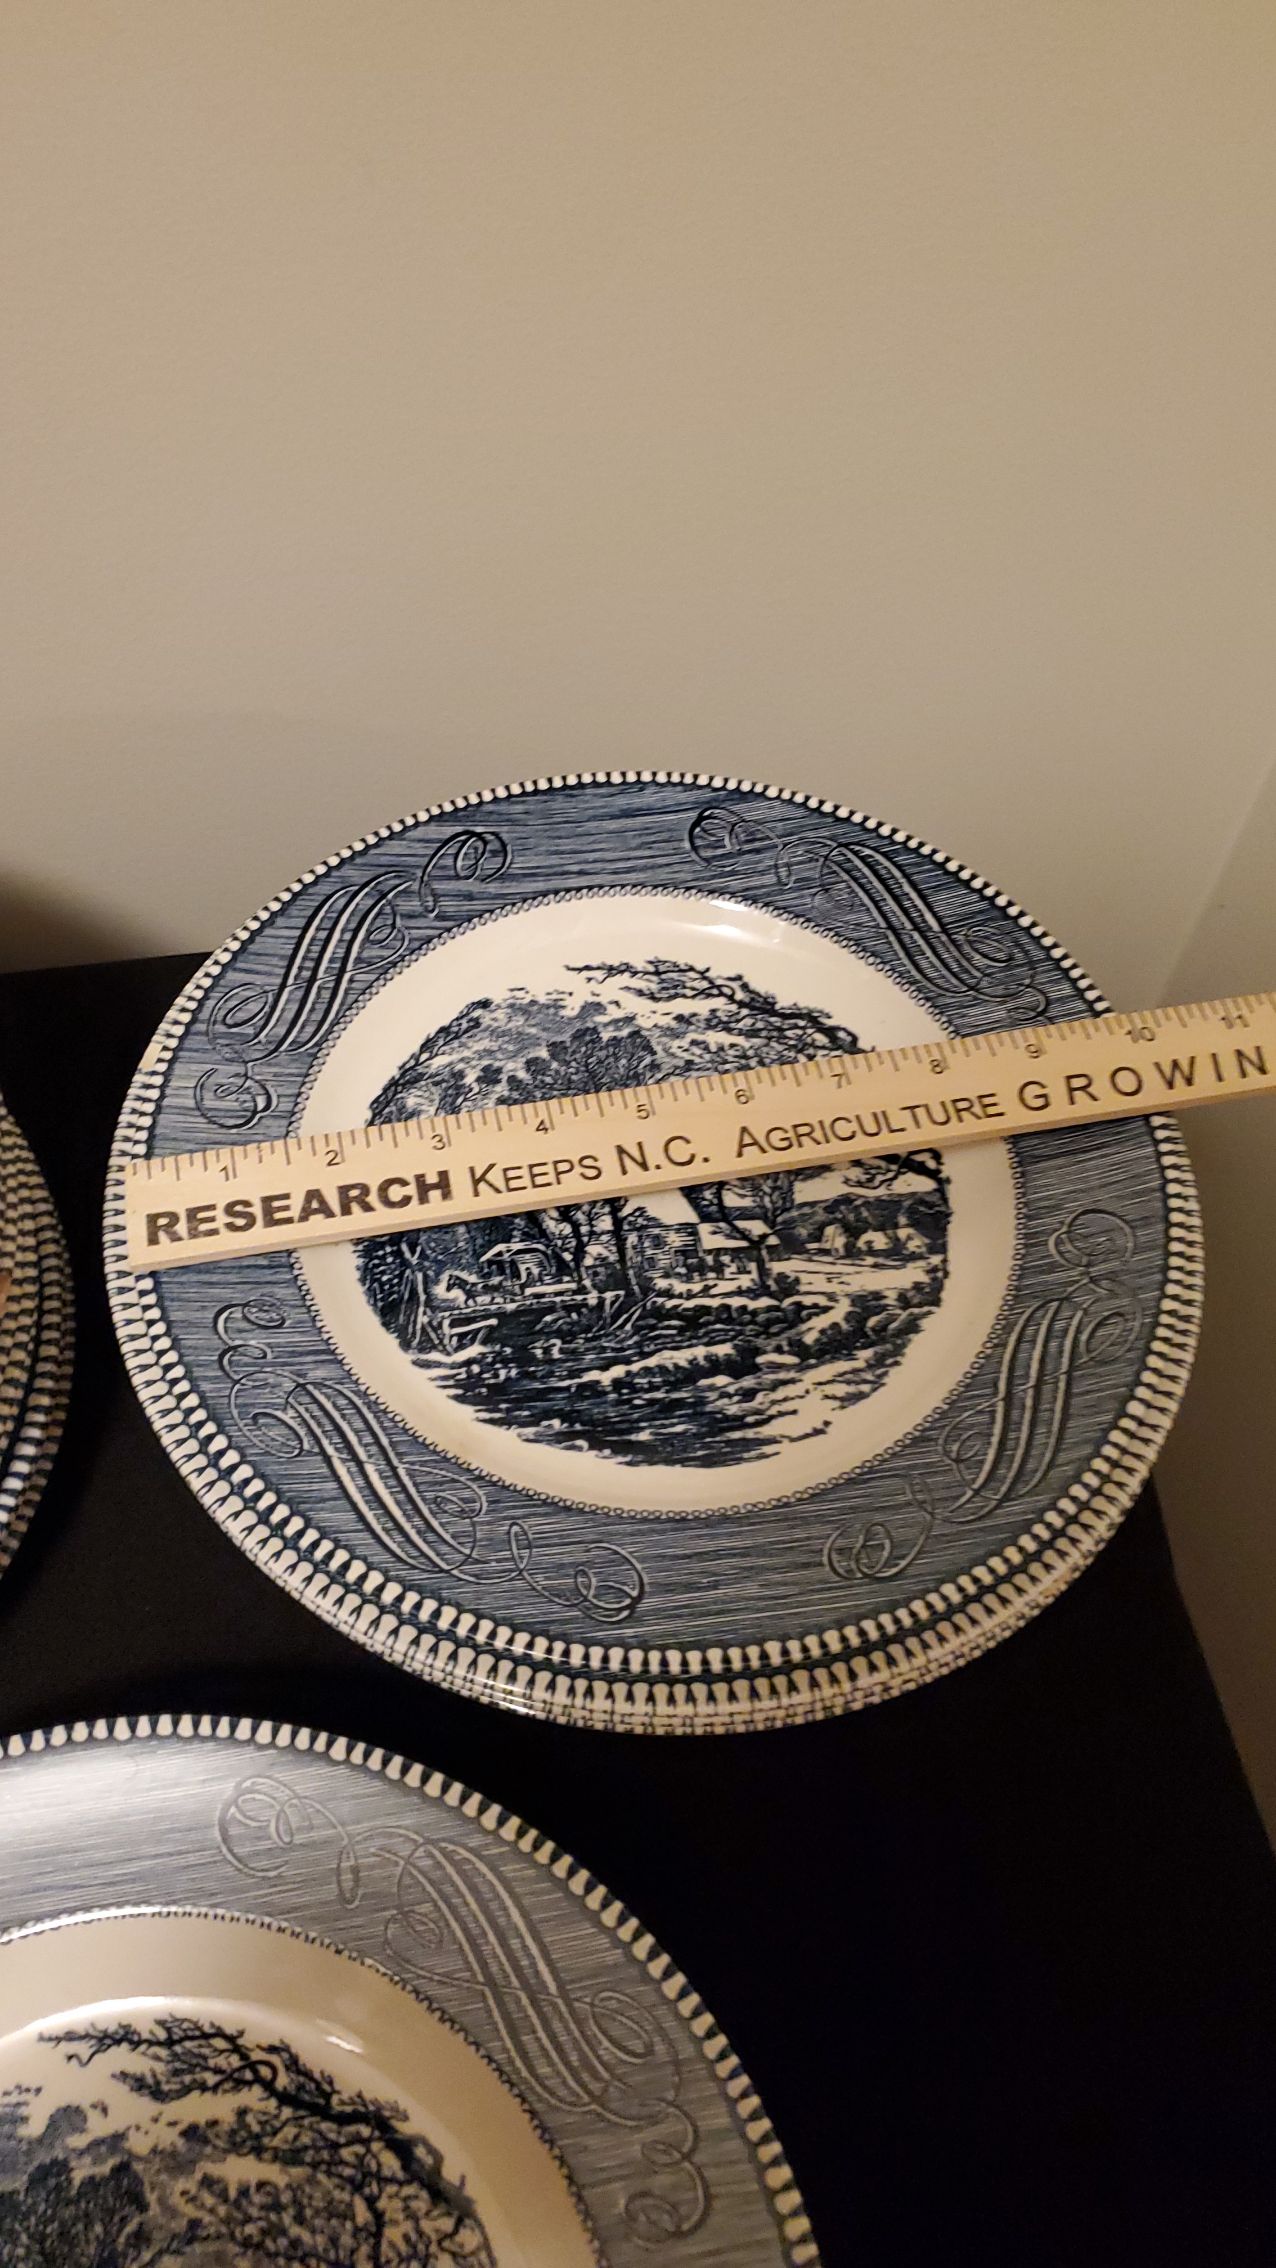 1 2 3 4 5 6 7 8 9 10 11
RESEARCH KEEPS N.C. AGRICULTURE GROWIN